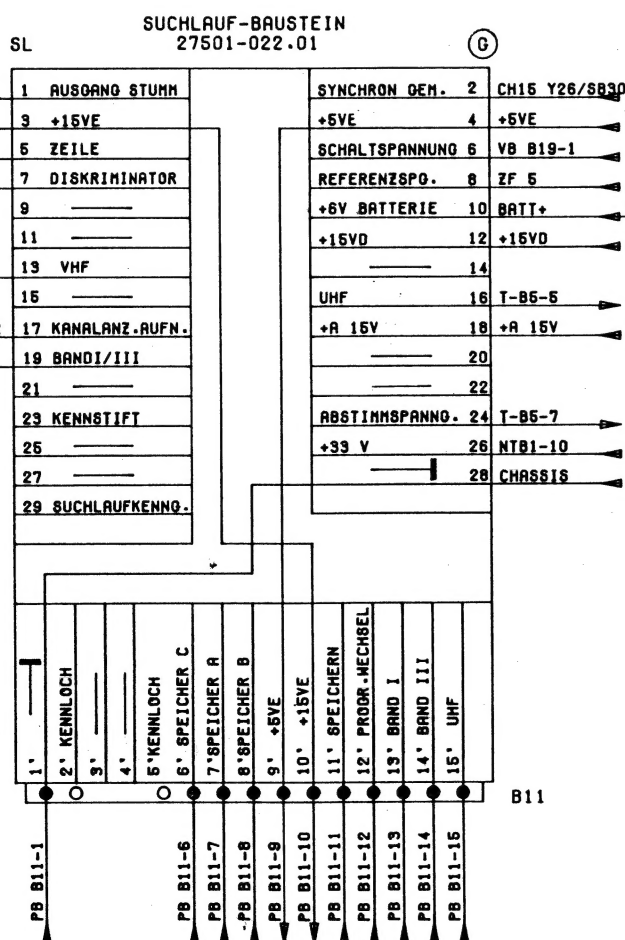 SUCHLAUF-BAUSTEIN
SL 27501-022.01 G
1 AUSGANG STUMM
3 +15VE
5 ZEILE
7 DISKRIMINATOR
9
11
13 VHF
15
17 KANALANZ.AUFN.
19 BANDI/III
21
23 KENNSTIFT
25
27
29 SUCHLAUFKENNG.
SYNCHRON GEM. 2 CH15 Y26/SB30
+5VE 4 +5VE
SCHALTSPANNUNG 6 VB B19-1
REFERENZSPG. 8 ZF 5
+6V BATTERIE 10 BATT+
+15VD 12 +15VD
14
UHF 16 T-B5-5
+A 15V 18 +A 15V
20
22
ABSTIMMSPANNG. 24 T-B5-7
+33 V 26 NTB1-10
28 CHASSIS
1'
2' KENNLOCH
3'
4'
5'KENNLOCH
6' SPEICHER C
7'SPEICHER A
8'SPEICHER B
9' +5VE
10' +15VE
11' SPEICHERN
12' PROGR.WECHSEL
13' BAND I
14' BAND III
15' UHF
B11
PB B11-1
PB B11-6
PB B11-7
PB B11-8
PB B11-9
PB B11-10
PB B11-11
PB B11-12
PB B11-13
PB B11-14
PB B11-15